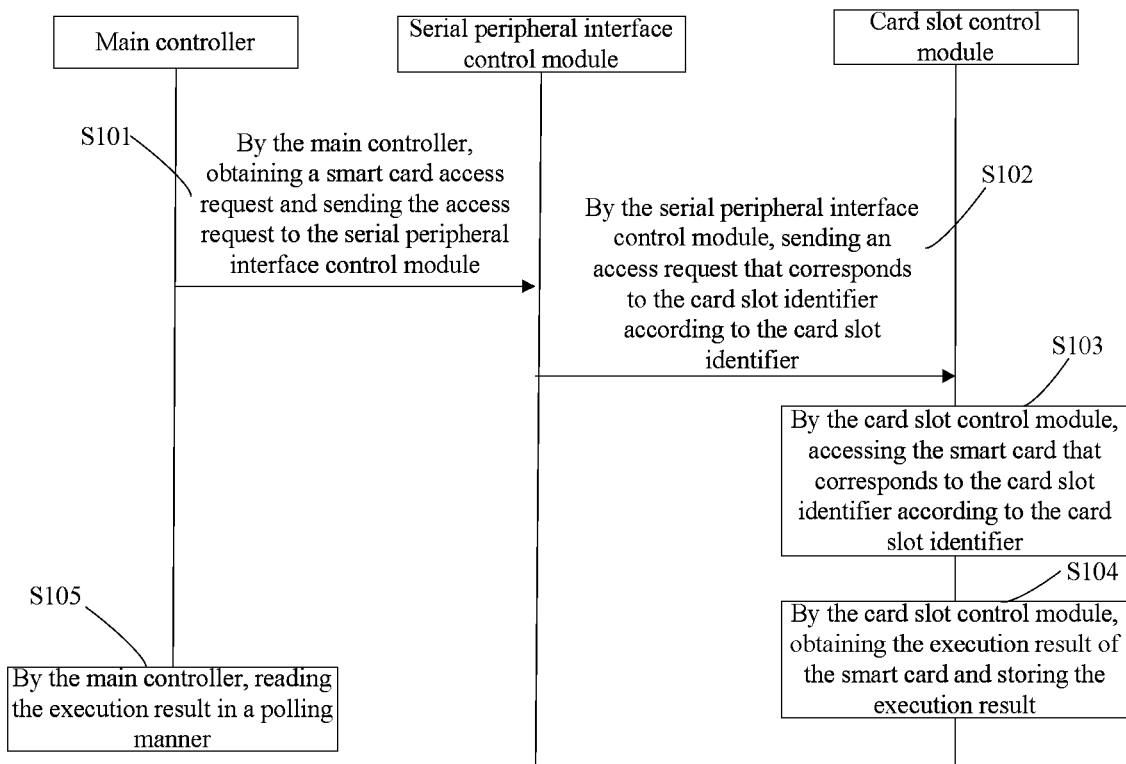 Main controller
Serial peripheral interface
control module
Card slot control
module
S101
By the main controller,
obtaining a smart card access
request and sending the access
request to the serial peripheral
interface control module
S102
By the serial peripheral interface
control module, sending an
access request that corresponds
to the card slot identifier
according to the card slot
identifier
S103
By the card slot control module,
accessing the smart card that
corresponds to the card slot
identifier according to the card
slot identifier
S104
By the card slot control module,
obtaining the execution result of
the smart card and storing the
execution result
S105
By the main controller, reading
the execution result in a polling
manner